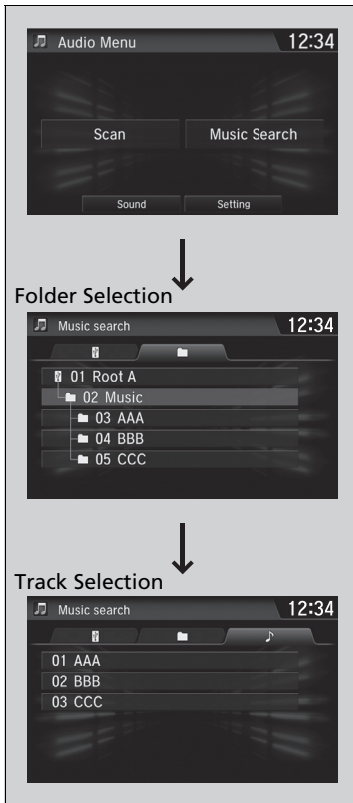 Audio Menu 12:34
Scan Music Search
Sound Setting
Folder Selection
Music search 12:34
01 Root A
02 Music
03 AAA
04 BBB
05 CCC
Track Selection
Music search 12:34
01 AAA
02 BBB
03 CCC